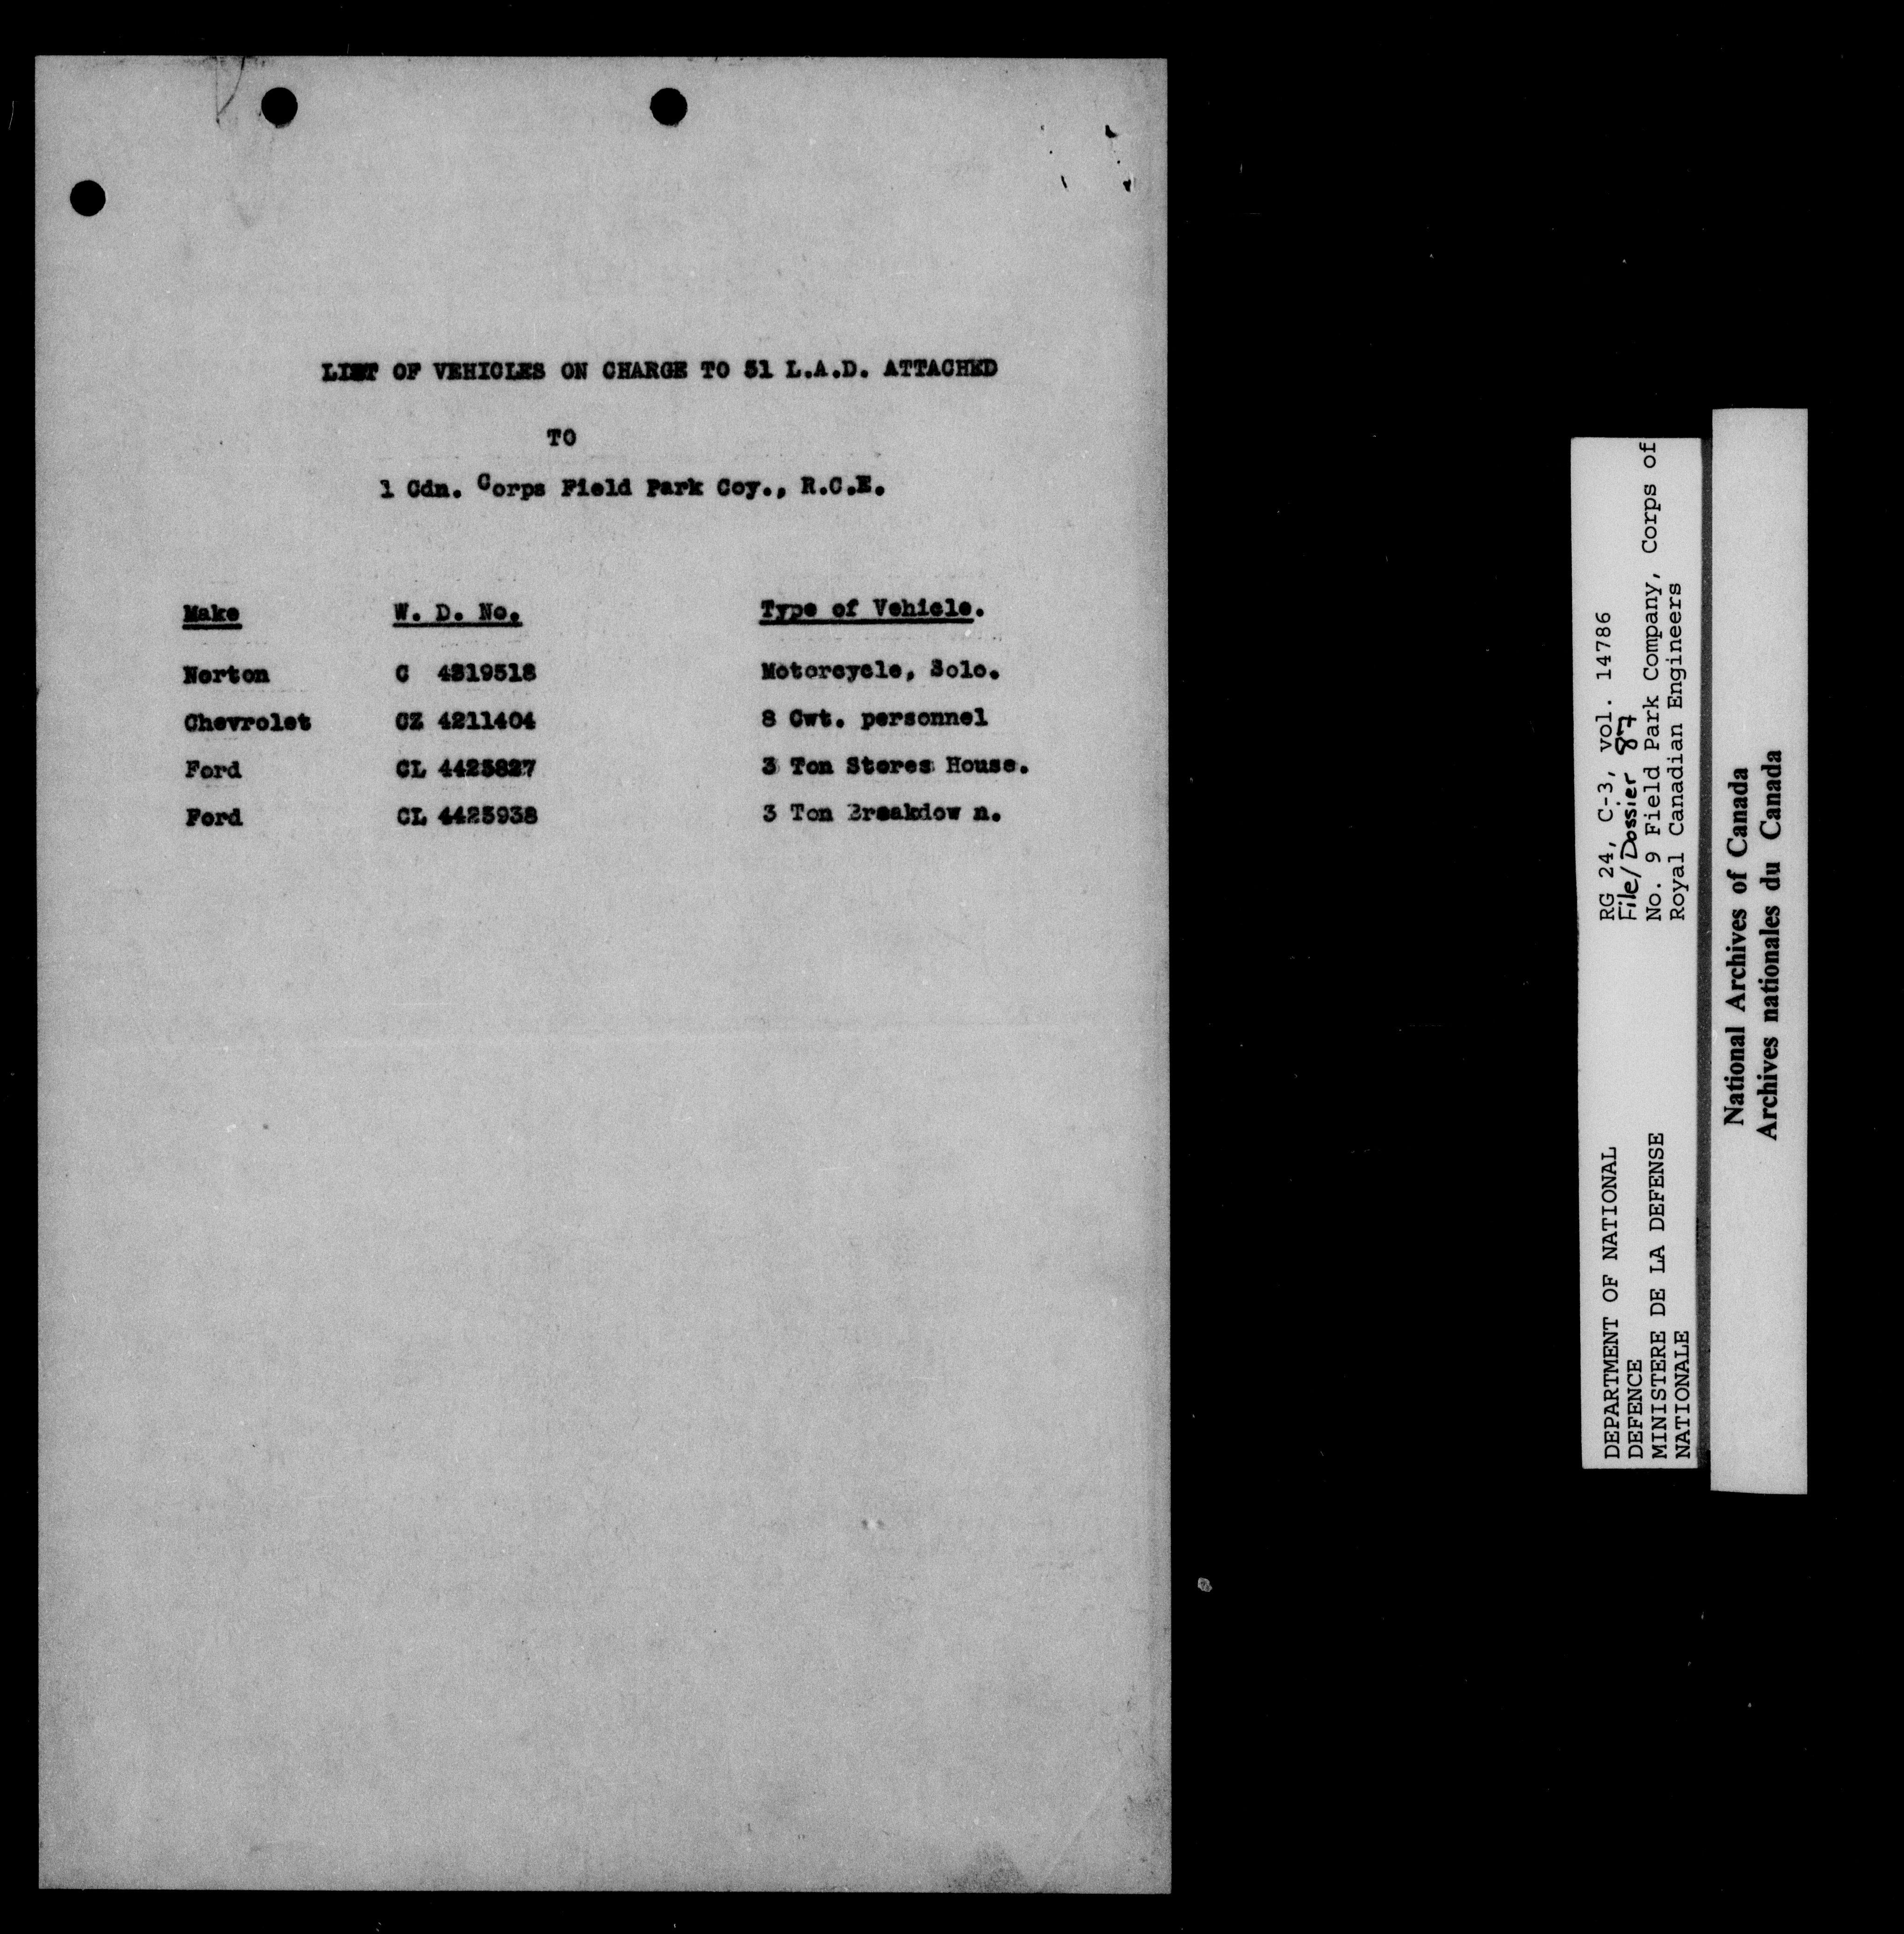 LIST OF VEHICLES ON CHARGE TO 51 L.A.D. ATTACHED
TO
1 Cdn. Corps Field Park Coy., R.C.E.
Make W. D. No. Type of Vehicle.
Norton C 4319518 Motorcycle, Solo.
Chevrolet CZ 4211404 8 Cwt. personnel
Ford CL 4425827 3 Ton Stores House.
Ford CL 4425938 3 Ton Breakdow n.
DEPARTMENT OF NATIONAL
DEFENCE
MINISTERE DE LA DEFENSE
NATIONALE
RG 24, C-3, vol. 14786
File/Dossier 87
No. 9 Field Park Company, Corps of
Royal Canadian Engineers
National Archives of Canada
Archives nationales du Canada